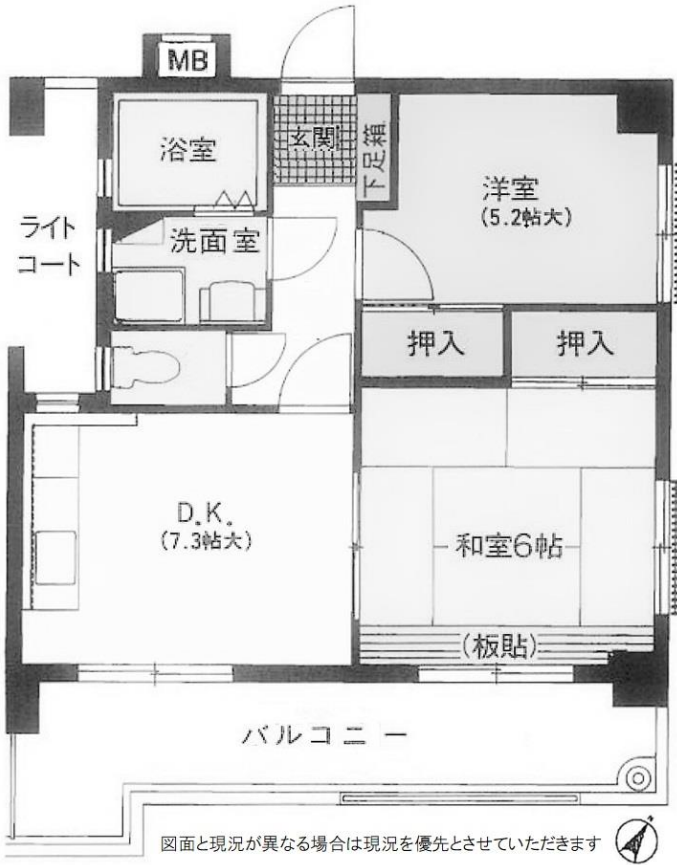 MB
浴室
玄関
下足箱
洋室
(5.2帖大)
ライト
コート
洗面室
押入
押入
D.K.
(7.3帖大)
和室6帖
(板貼)
バルコニー
図面と現況が異なる場合は現況を優先とさせていただきます